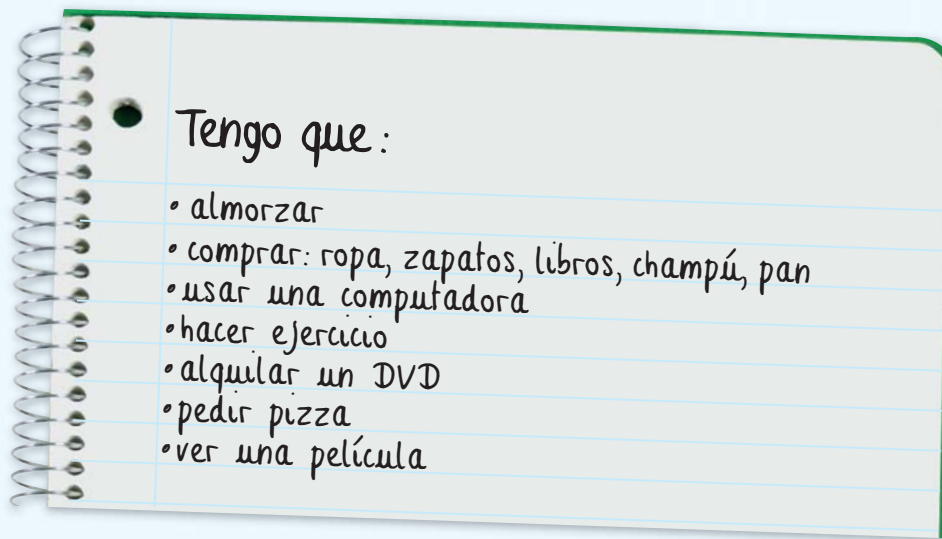 Tengo que:
• almorzar
• comprar: ropa, zapatos, libros, champú, pan
• usar una computadora
• hacer ejercicio
• alquilar un DVD
• pedir pizza
• ver una película